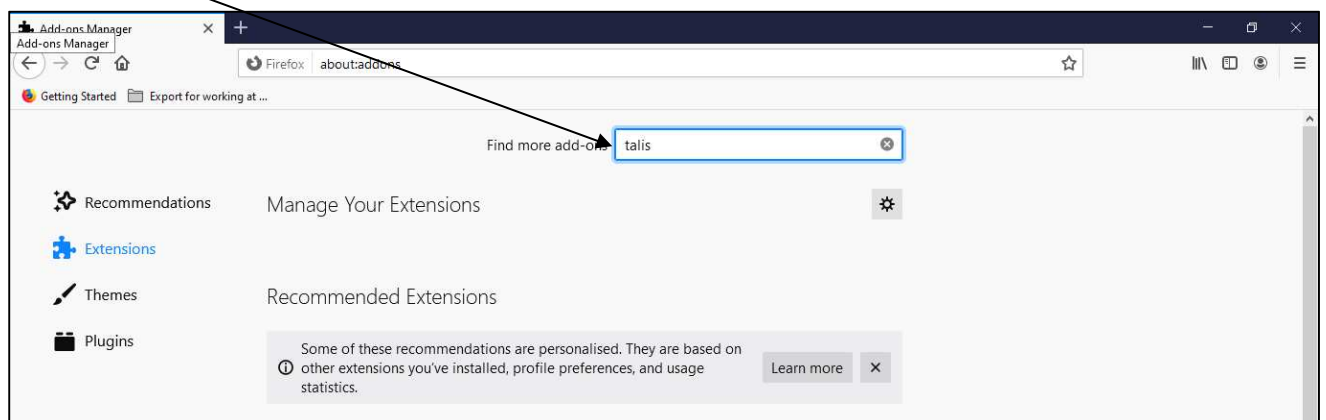 Add-ons Manager
Add-ons Manager
Firefox about:addons
Getting Started Export for working at ...
Find more add-ons talis
Recommendations
Manage Your Extensions
Extensions
Themes
Recommended Extensions
Plugins
Some of these recommendations are personalised. They are based on
other extensions you've installed, profile preferences, and usage
statistics.
Learn more